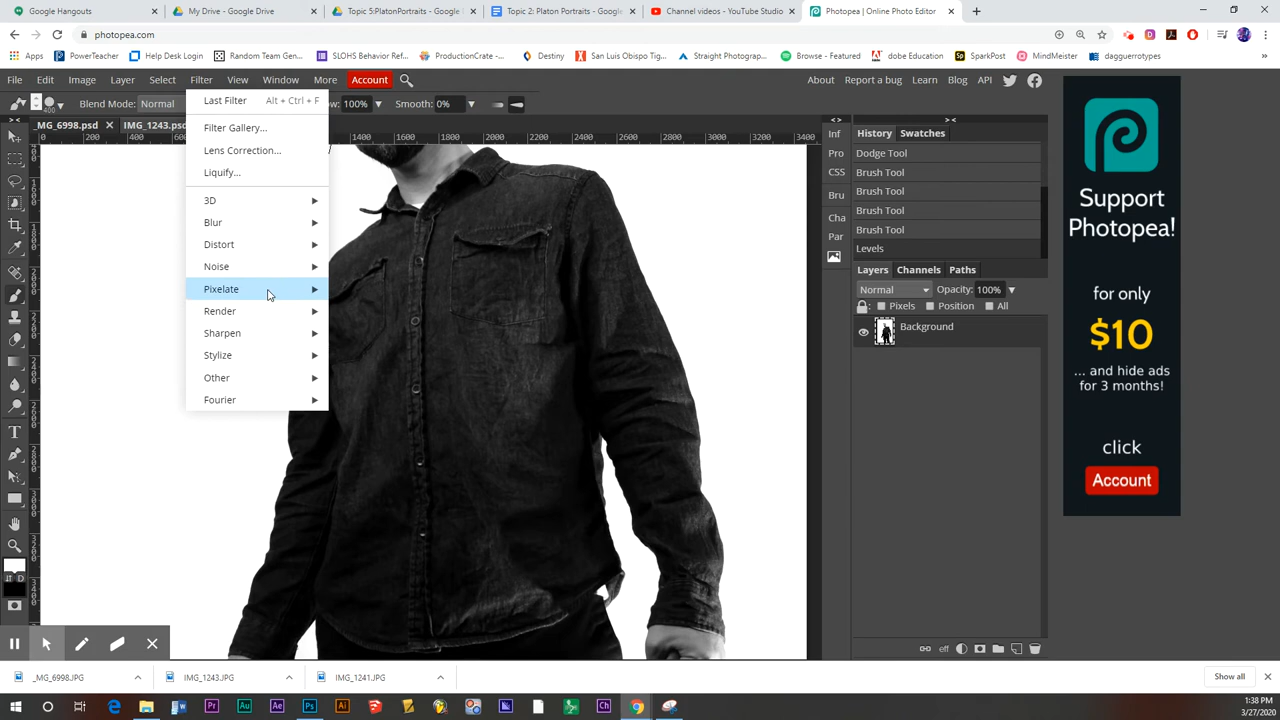 Google Hangouts
My Drive - Google Drive
Topic 5:PlatonPortraits - Google
Topic 2: Platon Portraits - Google
Channel videos - YouTube Studio
Photopea | Online Photo Editor
photopea.com
Apps
PowerTeacher
Help Desk Login
Random Team Gen...
SLOHS Behavior Ref...
ProductionCrate - C...
Destiny
San Luis Obispo Tig...
Straight Photograp...
Browse - Featured
adobe Education
SparkPost
MindMeister
dagguerrotypes
File Edit Image Layer Select Filter View Window More Account
About Report a bug Learn Blog API
Blend Mode: Normal
100% Smooth: 0%
400
_MG_6998.psd
IMG_1243.psd
Last Filter Alt + Ctrl + F
Filter Gallery...
Lens Correction...
Liquify...
3D
Blur
Distort
Noise
Pixelate
Render
Sharpen
Stylize
Other
Fourier
0 200 400 1400 1600 1800 2000 2200 2400 2600 2800 3000 3200 3400
Inf
Pro
CSS
Bru
Cha
Par
History Swatches
Dodge Tool
Brush Tool
Brush Tool
Brush Tool
Brush Tool
Levels
Layers Channels Paths
Normal Opacity: 100%
Pixels Position All
Background
eff
Support
Photopea!
for only
$10
... and hide ads
for 3 months!
click
Account
_MG_6998.JPG
IMG_1243.JPG
IMG_1241.JPG
Show all
1:38 PM
3/27/2020